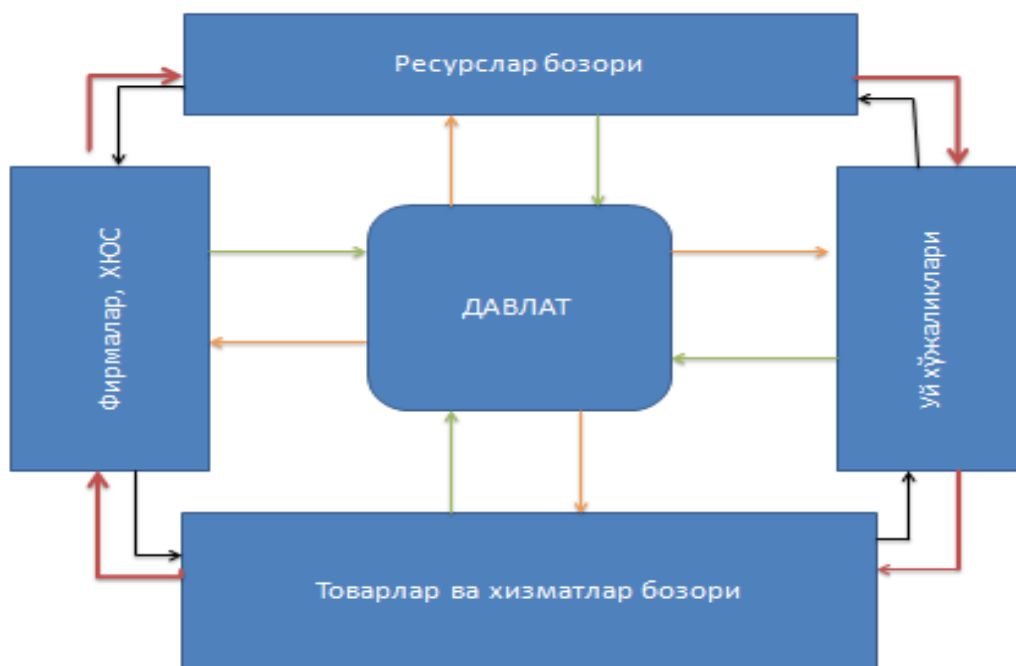 Ресурслар бозори
Фирмалар, ХЮС
ДАВЛАТ
уй хўжаликлари
Товарлар ва хизматлар бозори